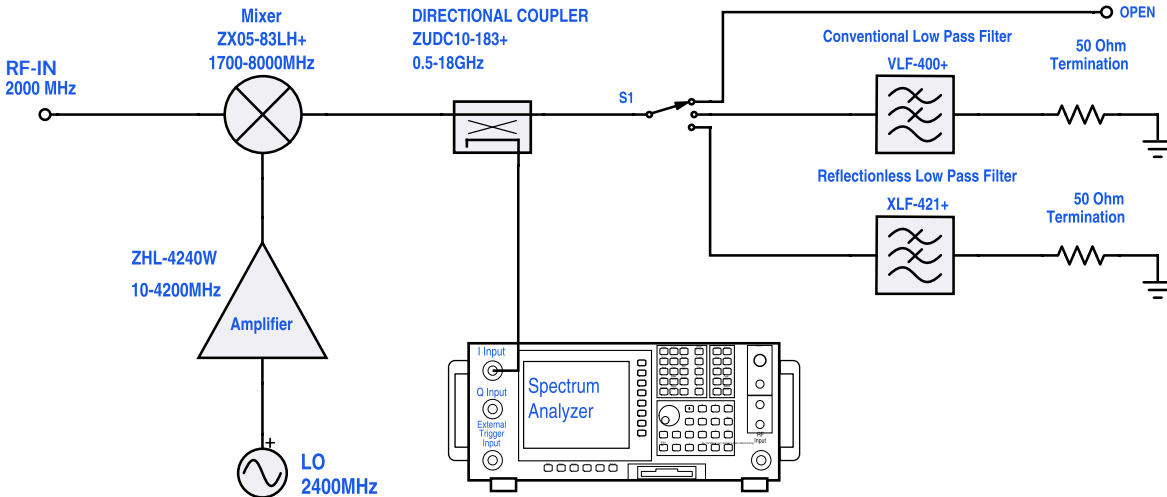 Mixer
ZX05-83LH+
1700-8000MHz
DIRECTIONAL COUPLER
ZUDC10-183+
0.5-18GHz
OPEN
Conventional Low Pass Filter
VLF-400+
50 Ohm
Termination
RF-IN
2000 MHz
S1
Reflectionless Low Pass Filter
XLF-421+
50 Ohm
Termination
ZHL-4240W
10-4200MHz
Amplifier
I Input
Q Input
External
Trigger
Input
Spectrum
Analyzer
RF
Input
+
LO
2400MHz